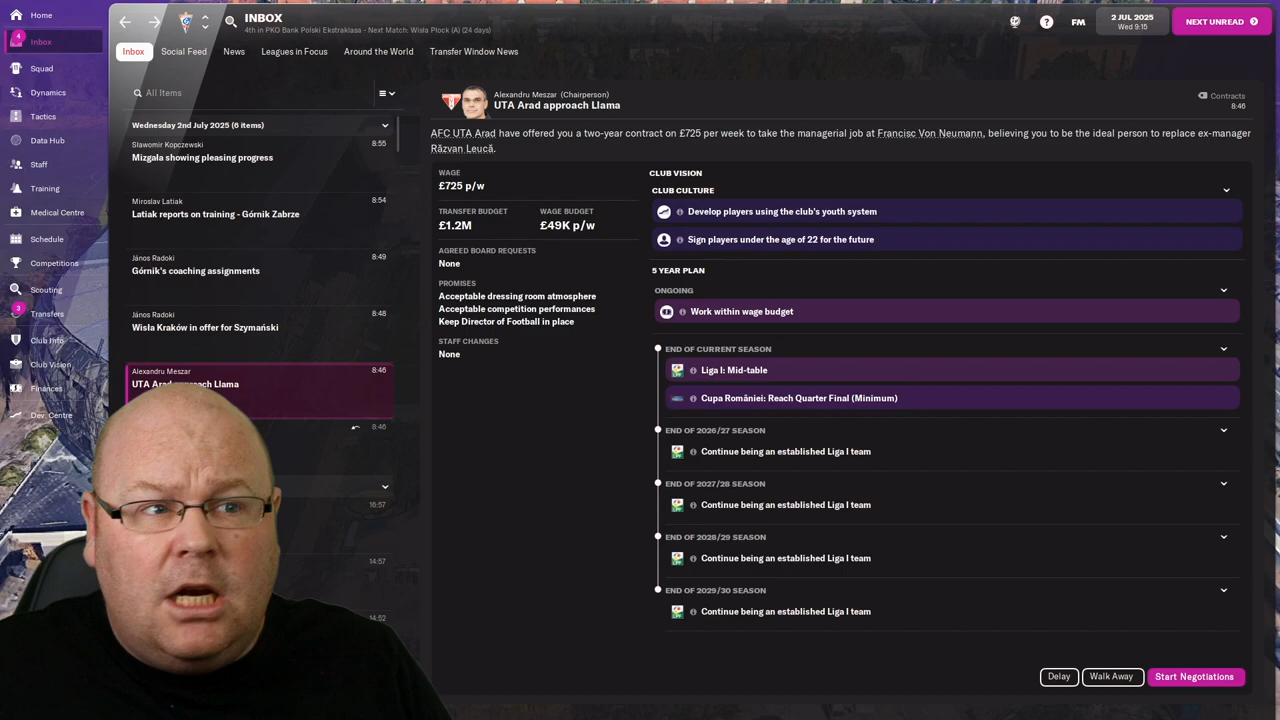 Home
4
Inbox
Squad
Dynamics
Tactics
Data Hub
Staff
Training
Medical Centre
Schedule
Competitions
Scouting
3
Transfers
Club Info
Club Vision
Finances
Dev. Centre
INBOX
4th in PKO Bank Polski Ekstraklasa - Next Match: Wisła Płock (A) (24 days)
FM
2 JUL 2025
Wed 9:15
NEXT UNREAD
Inbox
Social Feed
News
Leagues in Focus
Around the World
Transfer Window News
All Items
Wednesday 2nd July 2025 (6 items)
Sławomir Kopczewski
8:55
Mizgała showing pleasing progress
Miroslav Latiak
8:54
Latiak reports on training - Górnik Zabrze
János Radoki
8:49
Górnik's coaching assignments
János Radoki
8:48
Wisła Kraków in offer for Szymański
Alexandru Meszar
8:46
UTA Arad approach Llama
8:46
16:57
14:57
14:52
Alexandru Meszar (Chairperson)
UTA Arad approach Llama
Contracts
8:46
AFC UTA Arad have offered you a two-year contract on £725 per week to take the managerial job at Francisc Von Neumann, believing you to be the ideal person to replace ex-manager
Răzvan Leucă.
WAGE
£725 p/w
TRANSFER BUDGET
WAGE BUDGET
£1.2M
£49K p/w
AGREED BOARD REQUESTS
None
PROMISES
Acceptable dressing room atmosphere
Acceptable competition performances
Keep Director of Football in place
STAFF CHANGES
None
CLUB VISION
CLUB CULTURE
Develop players using the club's youth system
Sign players under the age of 22 for the future
5 YEAR PLAN
ONGOING
Work within wage budget
END OF CURRENT SEASON
Liga I: Mid-table
Cupa României: Reach Quarter Final (Minimum)
END OF 2026/27 SEASON
Continue being an established Liga I team
END OF 2027/28 SEASON
Continue being an established Liga I team
END OF 2028/29 SEASON
Continue being an established Liga I team
END OF 2029/30 SEASON
Continue being an established Liga I team
Delay
Walk Away
Start Negotiations